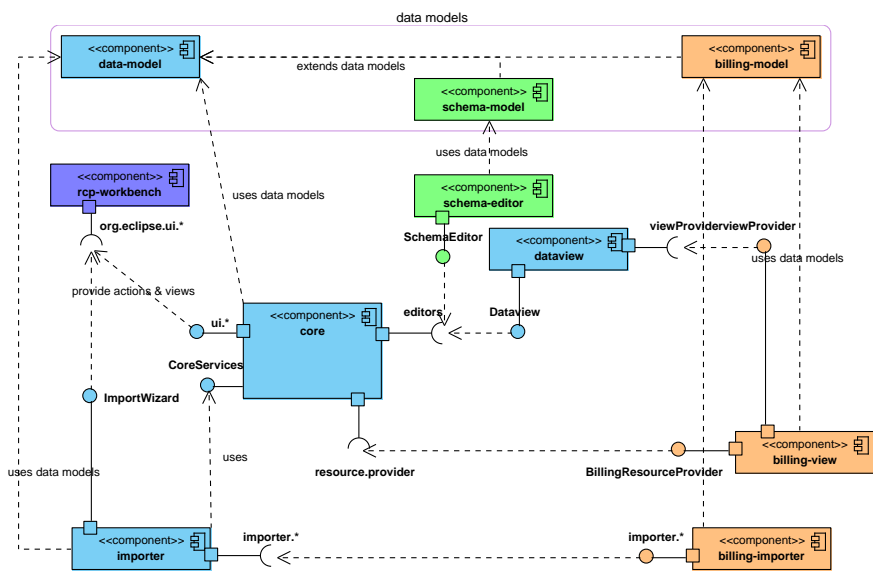 data models
<<component>>
data-model
<<component>>
billing-model
extends data models
<<component>>
schema-model
uses data models
<<component>>
rcp-workbench
<<component>>
schema-editor
uses data models
org.eclipse.ui.*
SchemaEditor
<<component>>
dataview
viewProvider
viewProvider
uses data models
provide actions & views
ui.*
<<component>>
core
editors
Dataview
CoreServices
ImportWizard
uses data models
uses
resource.provider
BillingResourceProvider
<<component>>
billing-view
<<component>>
importer
importer.*
importer.*
<<component>>
billing-importer